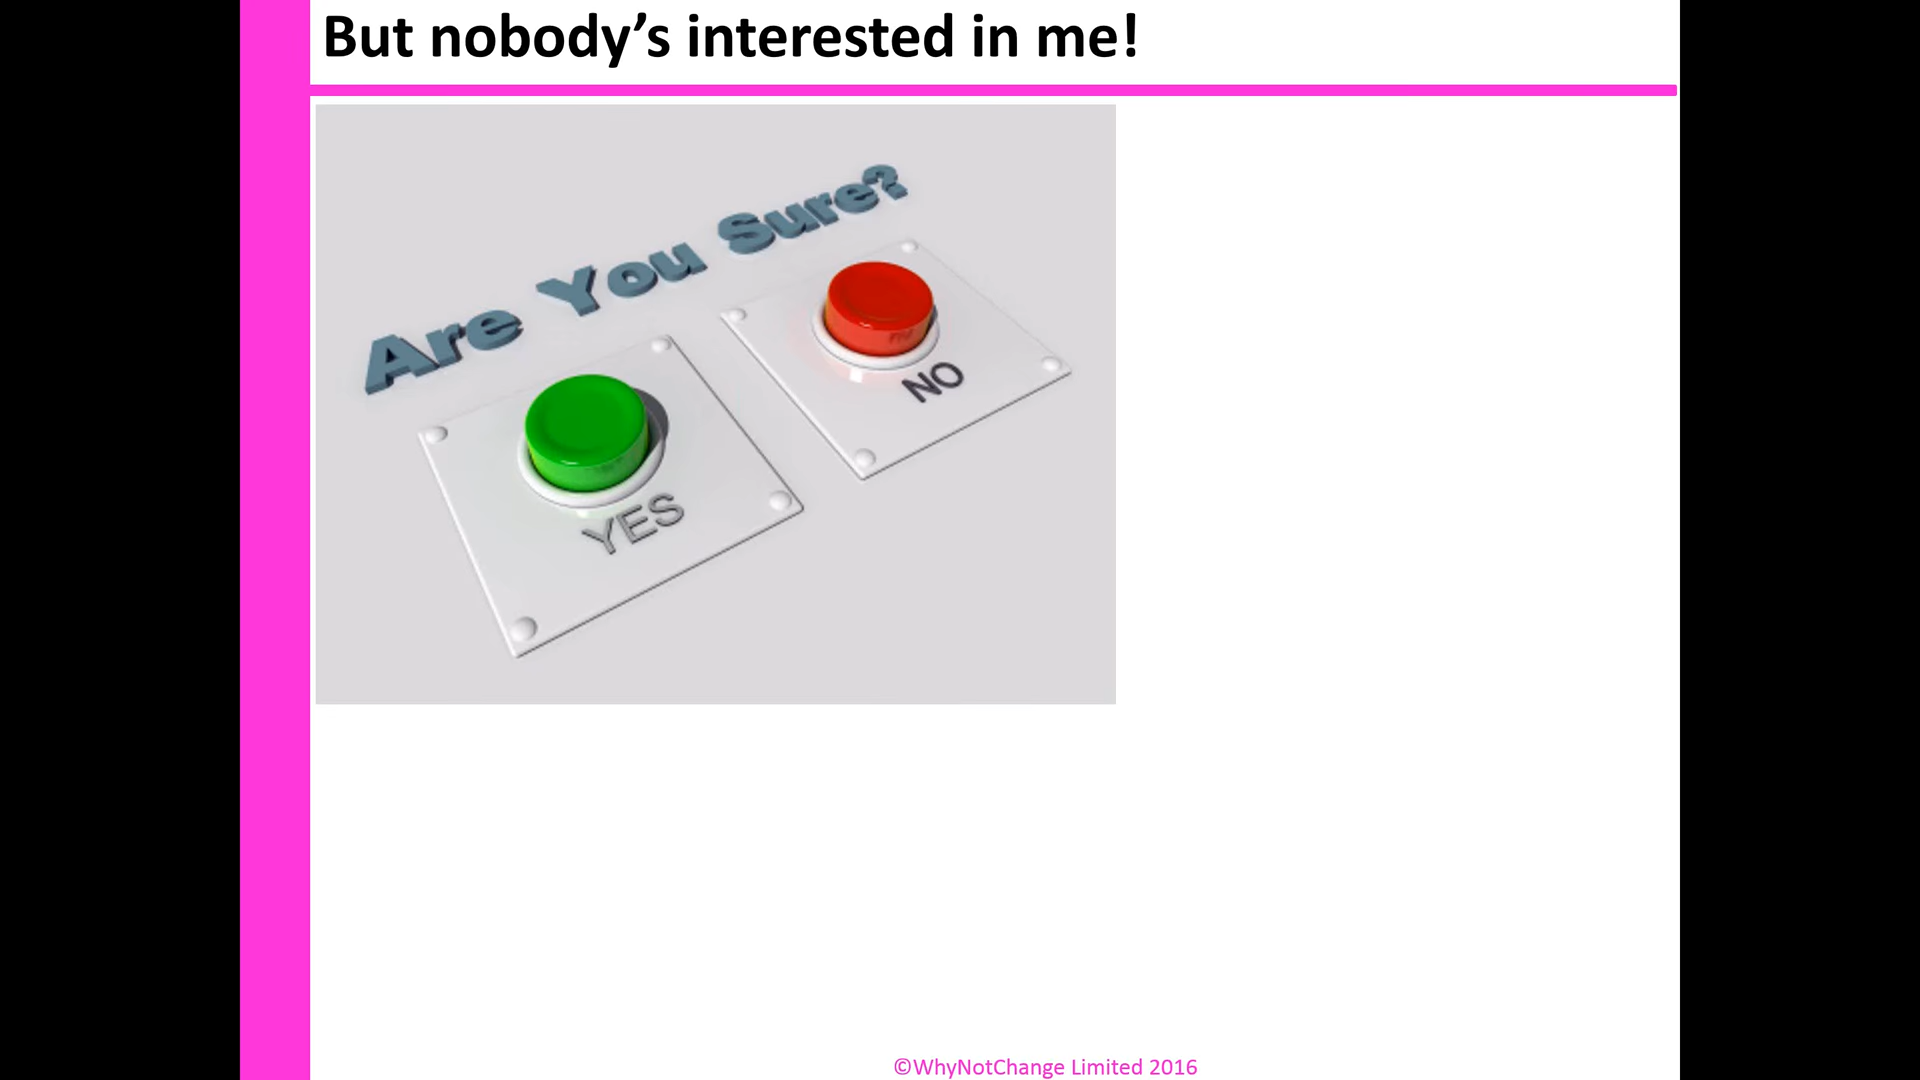 But nobody’s interested in me!
Are You Sure?
YES
NO
©WhyNotChange Limited 2016